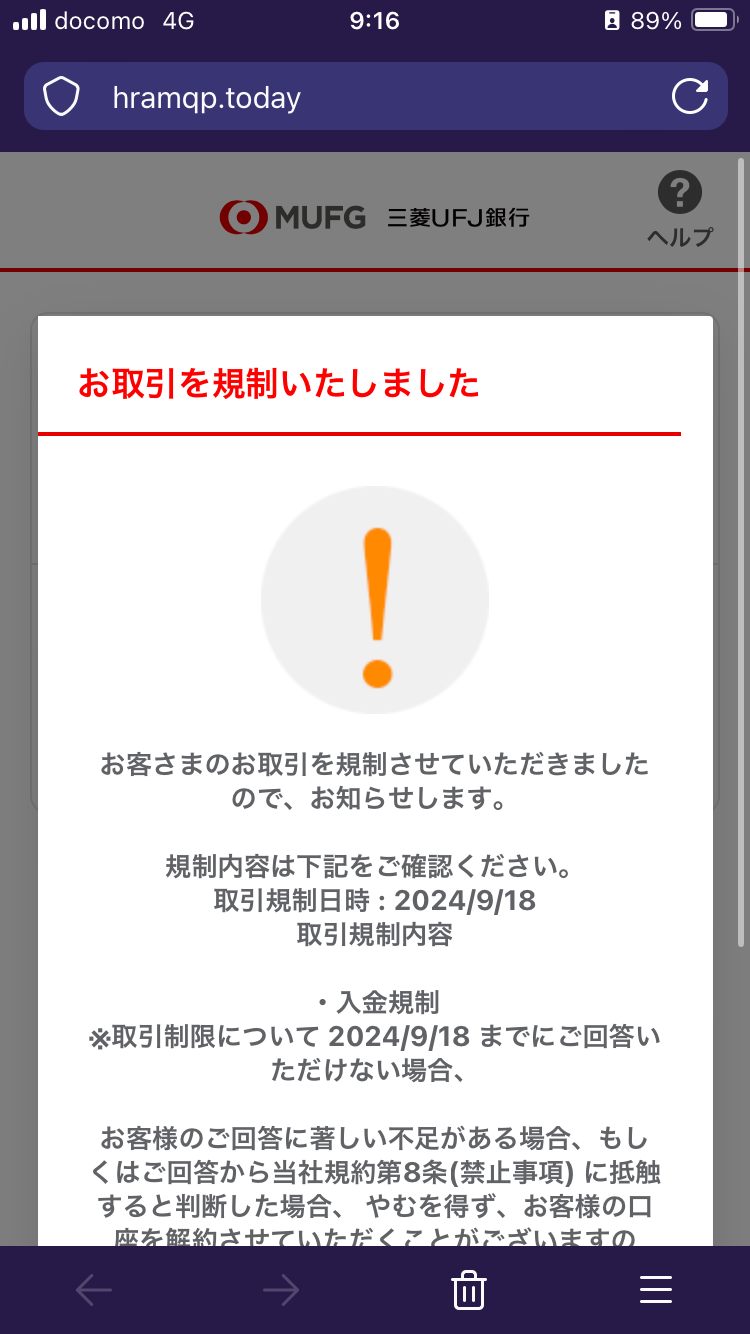 docomo 4G 9:16 89%
hramqp.today
MUFG 三菱UFJ銀行
ヘルプ
お取引を規制いたしました
お客さまのお取引を規制させていただきました
ので、お知らせします。
規制内容は下記をご確認ください。
取引規制日時 : 2024/9/18
取引規制内容
・入金規制
※取引制限について 2024/9/18 までにご回答い
ただけない場合、
お客様のご回答に著しい不足がある場合、もし
くはご回答から当社規約第8条(禁止事項) に抵触
すると判断した場合、 やむを得ず、お客様の口
座を解約させていただくことがございますの